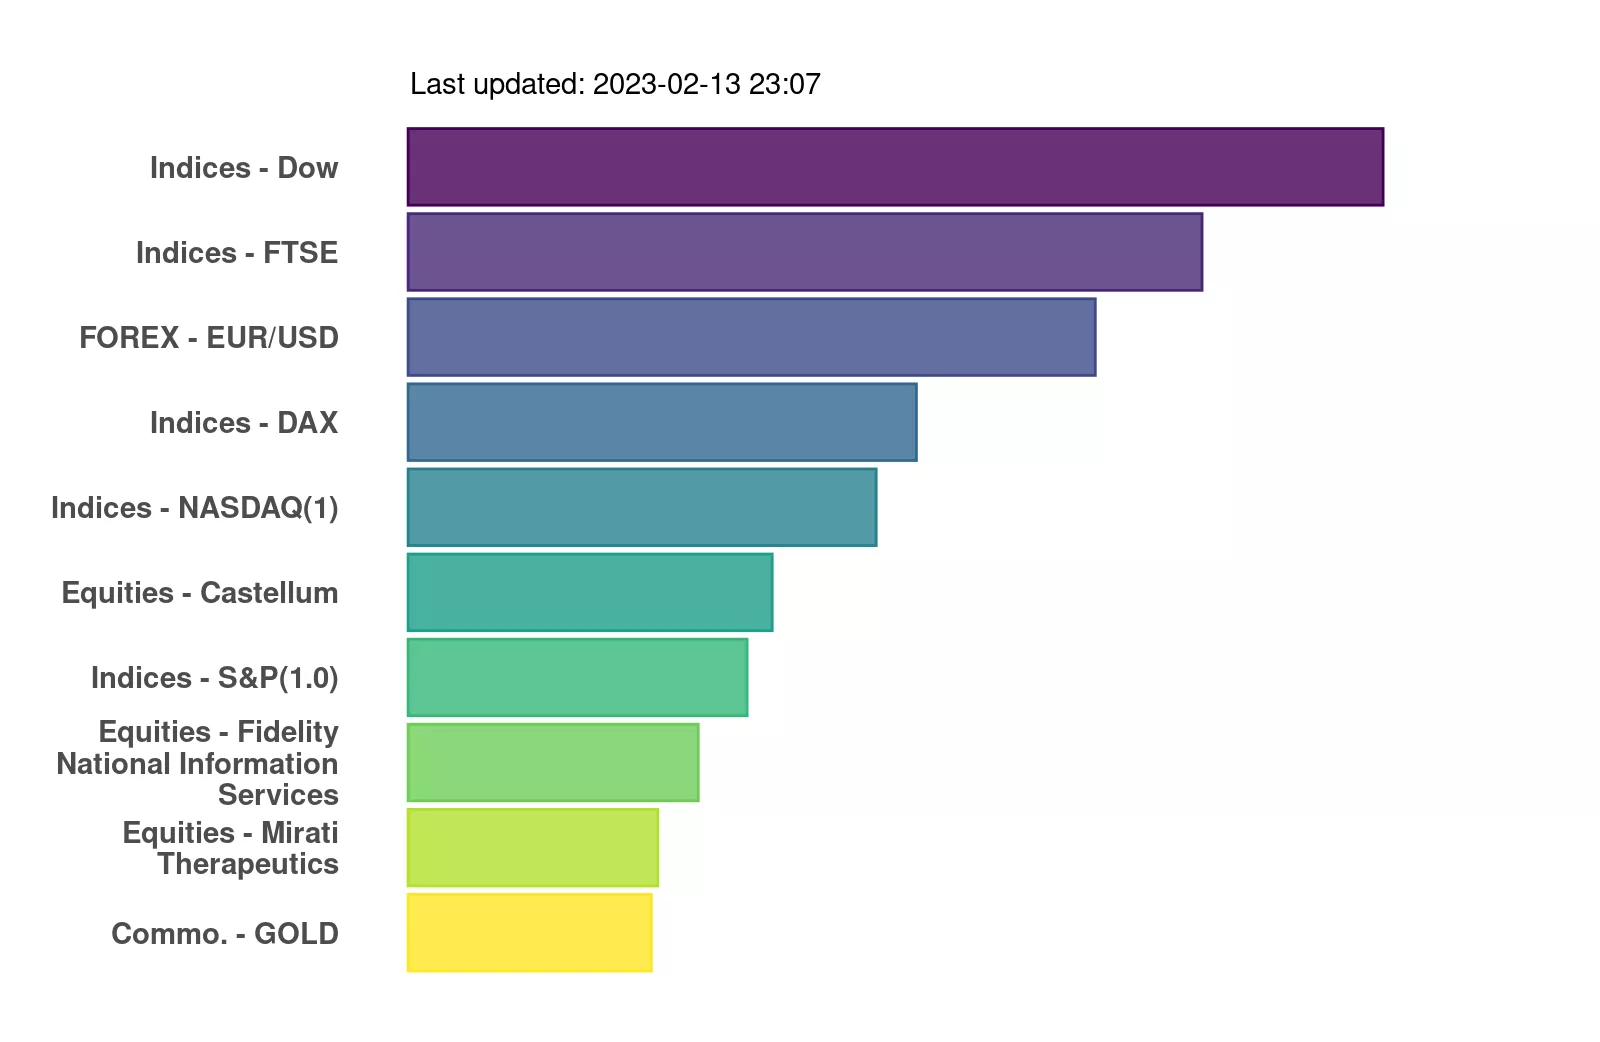 Last updated: 2023-02-13 23:07
Indices - Dow
Indices - FTSE
FOREX - EUR/USD
Indices - DAX
Indices - NASDAQ(1)
Equities - Castellum
Indices - S&P(1.0)
Equities - Fidelity
National Information
Services
Equities - Mirati
Therapeutics
Commo. - GOLD